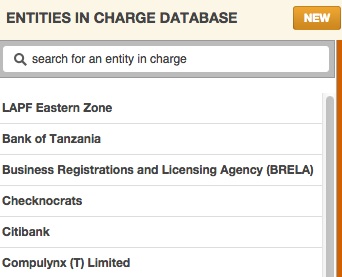 ENTITIES IN CHARGE DATABASE
NEW
search for an entity in charge
LAPF Eastern Zone
Bank of Tanzania
Business Registrations and Licensing Agency (BRELA)
Checknocrats
Citibank
Compulynx (T) Limited